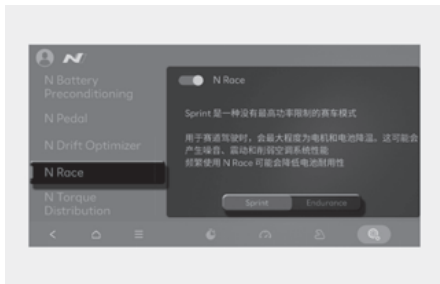 N Battery
Preconditioning
N Pedal
N Drift Optimizer
N Race
N Torque
Distribution
N Race
Sprint 是一种没有最高功率限制的赛车模式
用于赛道驾驶时，会最大程度为电机和电池降温。这可能会
产生噪音、震动和削弱空调系统性能
频繁使用 N Race 可能会降低电池耐用性
Sprint
Endurance